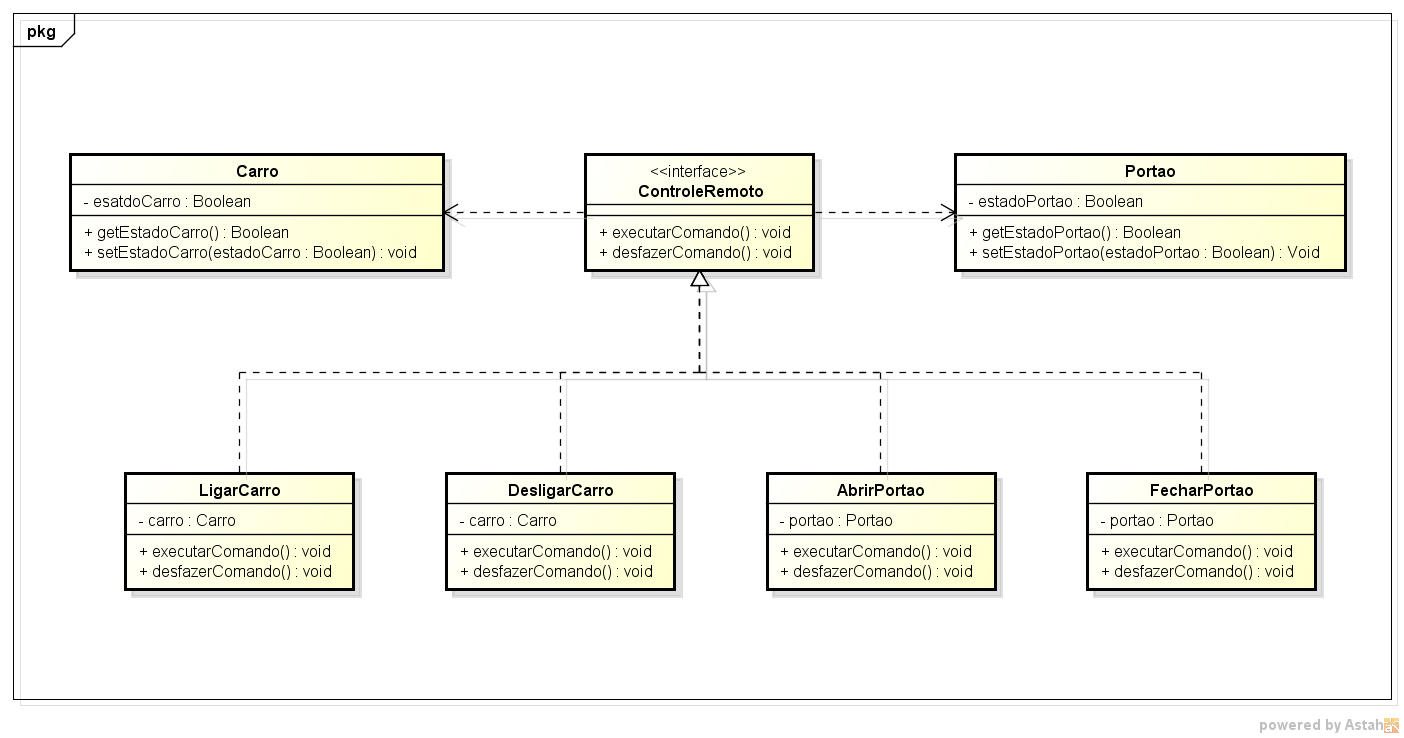 pkg
Carro
- esatdoCarro : Boolean
+ getEstadoCarro() : Boolean
+ setEstadoCarro(estadoCarro : Boolean) : void
<<interface>>
ControleRemoto
+ executarComando() : void
+ desfazerComando() : void
Portao
- estadoPortao : Boolean
+ getEstadoPortao() : Boolean
+ setEstadoPortao(estadoPortao : Boolean) : Void
LigarCarro
- carro : Carro
+ executarComando() : void
+ desfazerComando() : void
DesligarCarro
- carro : Carro
+ executarComando() : void
+ desfazerComando() : void
AbrirPortao
- portao : Portao
+ executarComando() : void
+ desfazerComando() : void
FecharPortao
- portao : Portao
+ executarComando() : void
+ desfazerComando() : void
powered by Astah